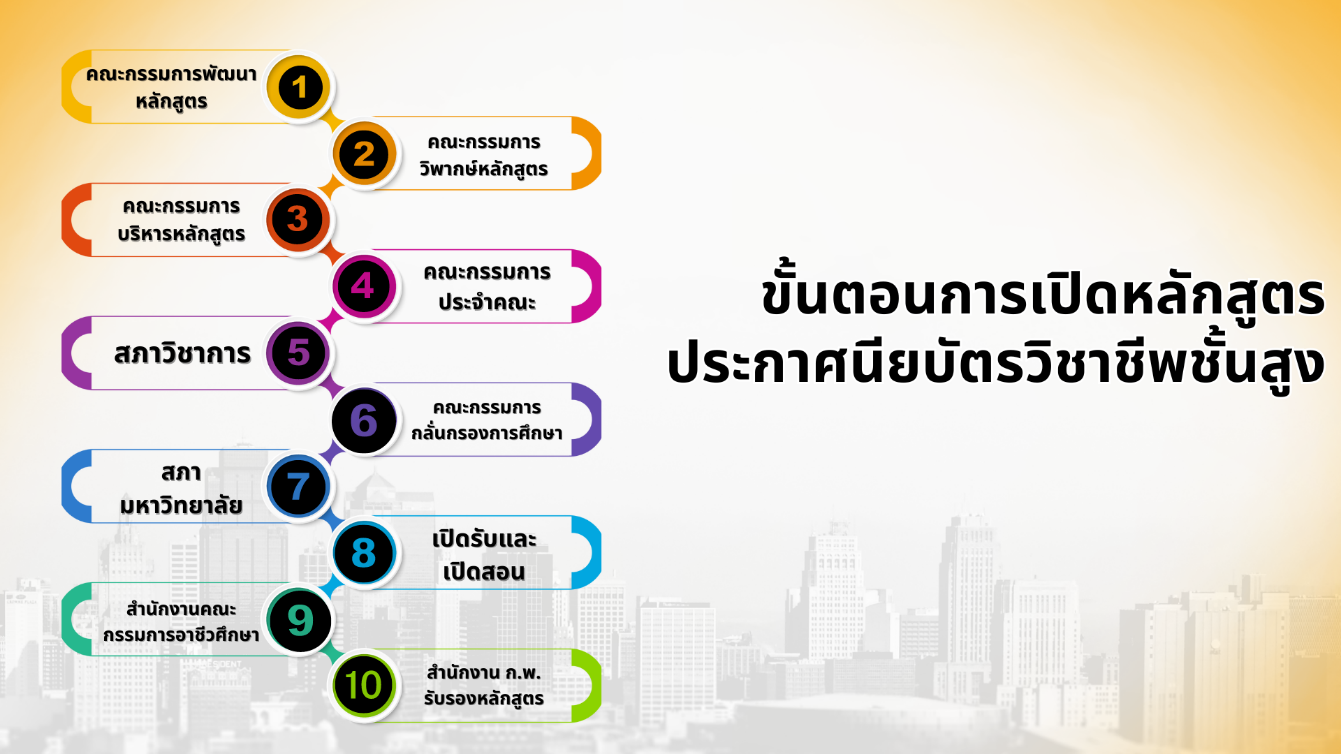 คณะกรรมการพัฒนา
หลักสูตร
1
2
คณะกรรมการ
วิพากษ์หลักสูตร
คณะกรรมการ
บริหารหลักสูตร
3
4
คณะกรรมการ
ประจำคณะ
สภาวิชาการ
5
6
คณะกรรมการ
กลั่นกรองการศึกษา
สภา
มหาวิทยาลัย
7
8
เปิดรับและ
เปิดสอน
สำนักงานคณะ
กรรมการอาชีวศึกษา
9
10
สำนักงาน ก.พ.
รับรองหลักสูตร
ขั้นตอนการเปิดหลักสูตร
ประกาศนียบัตรวิชาชีพชั้นสูง